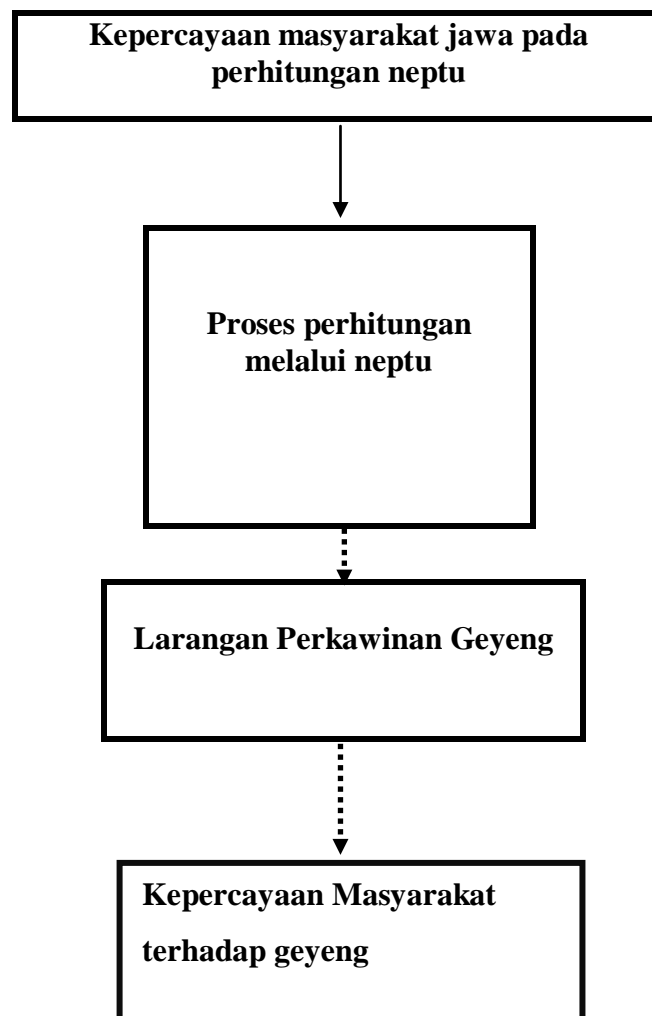 Kepercayaan masyarakat jawa pada
perhitungan neptu
Proses perhitungan
melalui neptu
Larangan Perkawinan Geyeng
Kepercayaan Masyarakat
terhadap geyeng